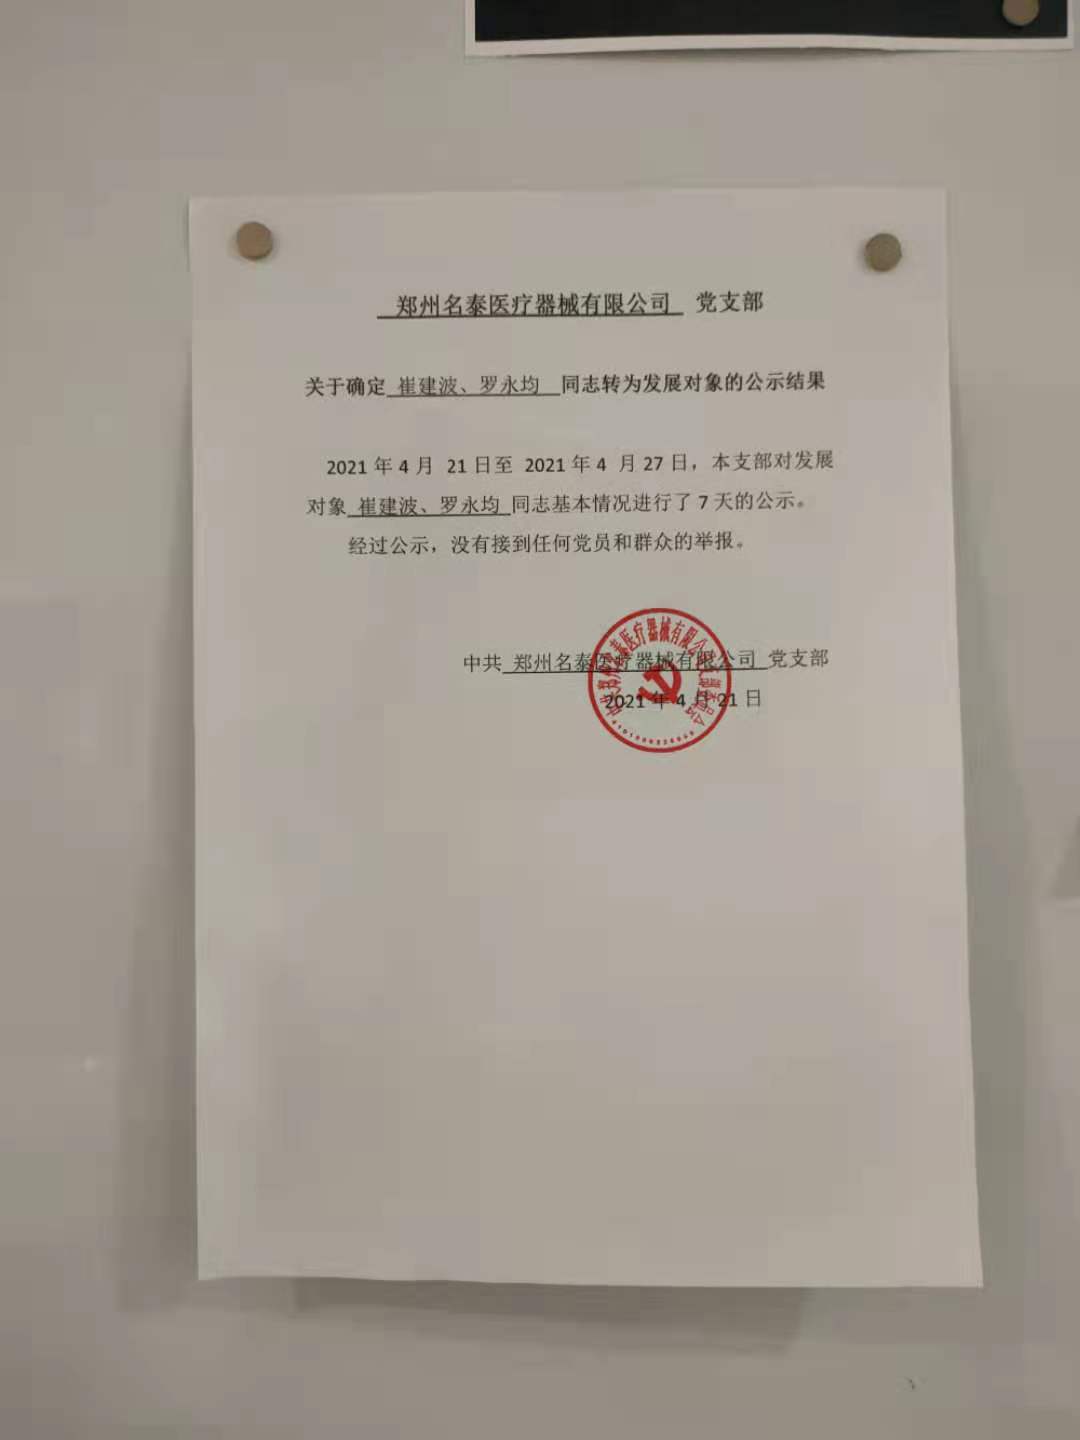 郑州名泰医疗器械有限公司 党支部
关于确定 崔建波、罗永均 同志转为发展对象的公示结果
2021 年 4 月 21 日至 2021 年 4 月 27 日，本支部对发展
对象 崔建波、罗永均 同志基本情况进行了 7 天的公示。
经过公示，没有接到任何党员和群众的举报。
中共 郑州名泰医疗器械有限公司 党支部
2021 年 4 月 21 日